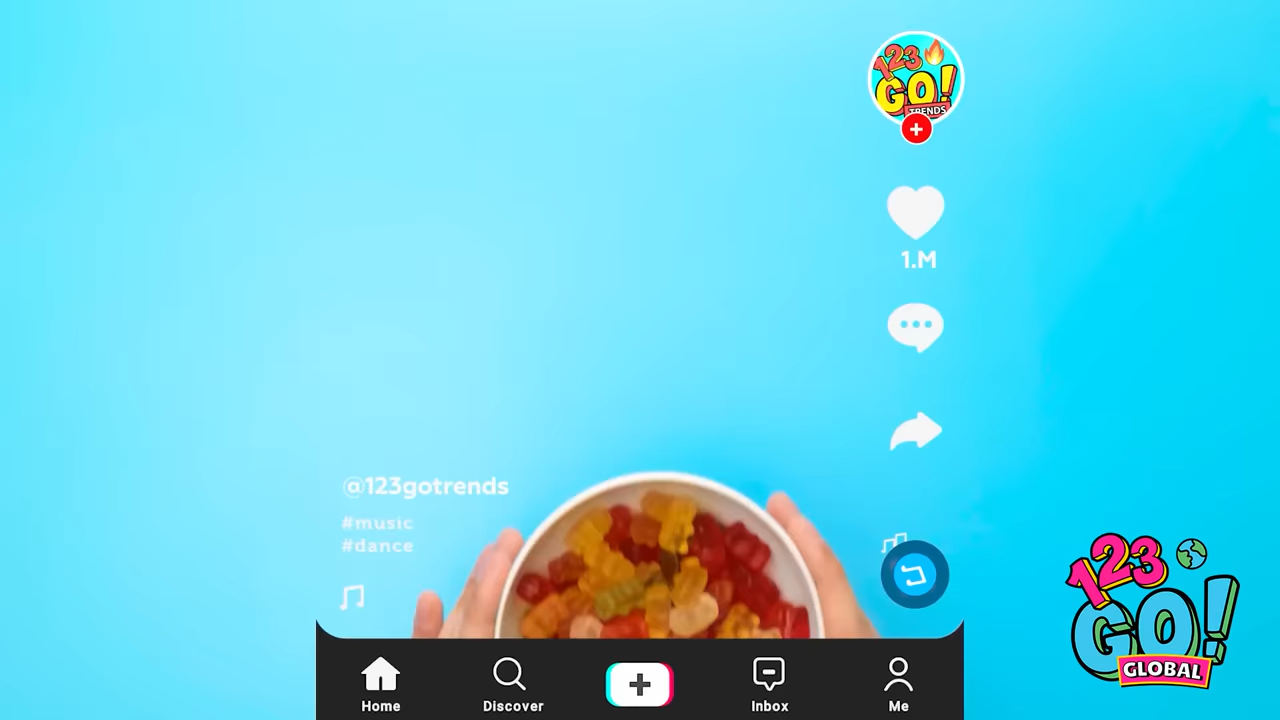 123
GO!
TRENDS
1.M
@123gotrends
#music
#dance
123
GO!
GLOBAL
Home
Discover
Inbox
Me